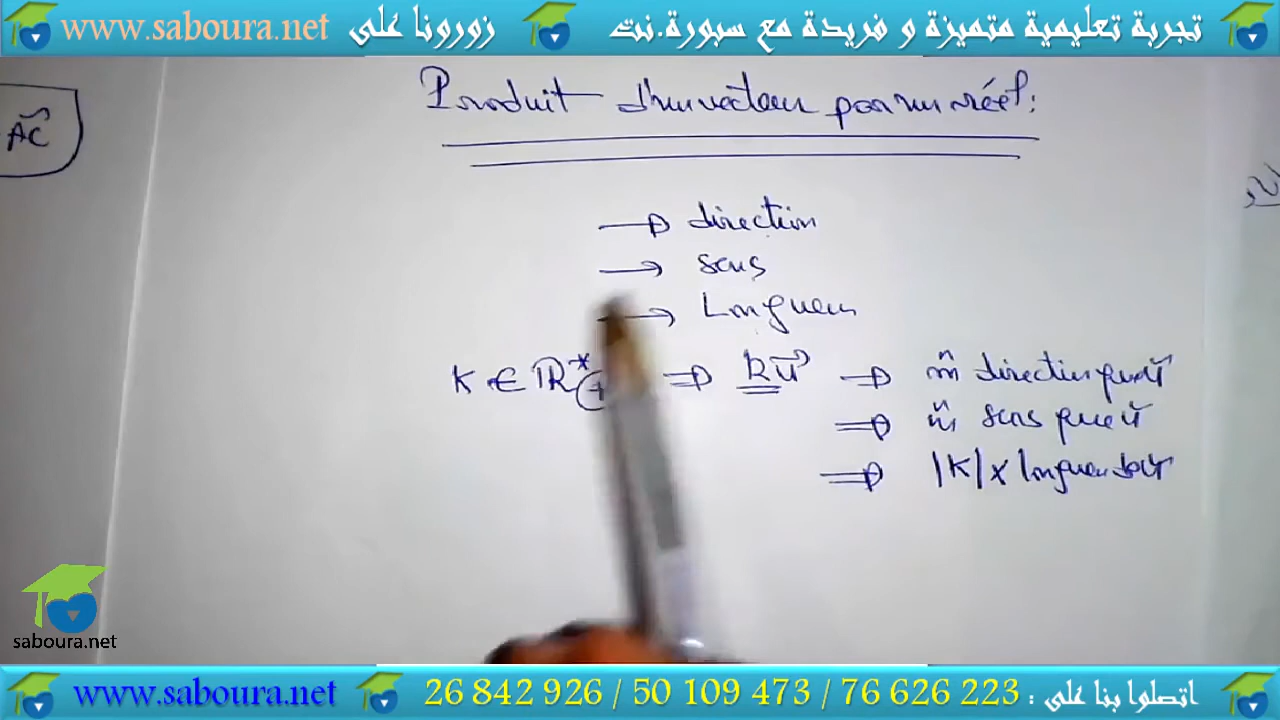 www.saboura.net زورونا على تجربة تعليمية متميزة و فريدة مع سبورة.نت
AC
Produit d'un vecteur par un réel :
→ direction
→ sens
→ Longueur
K ∈ ℝ*+ ⇒ Ku⃗ ⇒ m̂ direction que u⃗
⇒ m̂ sens que u⃗
⇒ |K| x longueur de u⃗
saboura.net
www.saboura.net 26 842 926 / 50 109 473 / 76 626 223 : اتصلوا بنا على